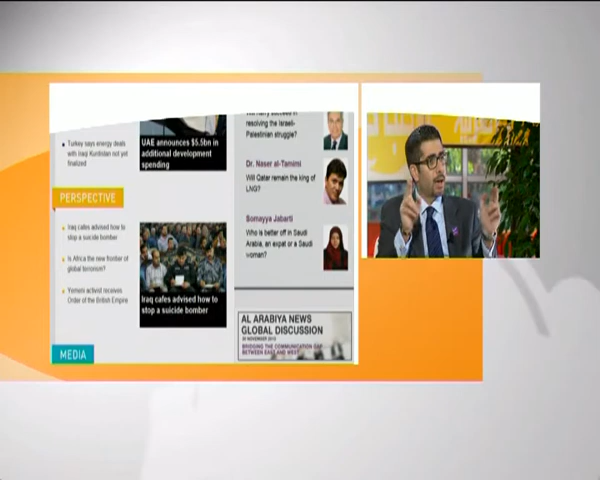 Turkey says energy deals
with Iraqi Kurdistan not yet
finalized
UAE announces $5.5bn in
additional development
spending
PERSPECTIVE
Iraq cafes advised how to
stop a suicide bomber
Is Africa the new frontier of
global terrorism?
Yemeni activist receives
Order of the British Empire
Iraq cafes advised how to
stop a suicide bomber
MEDIA
resolving the Israeli-
Palestinian struggle?
Dr. Naser al-Tamimi
Will Qatar remain the king of
LNG?
Somayya Jabarti
Who is better off in Saudi
Arabia, an expat or a Saudi
woman?
AL ARABIYA NEWS
GLOBAL DISCUSSION
30 NOVEMBER 2013
BRIDGING THE COMMUNICATION GAP
BETWEEN EAST AND WEST